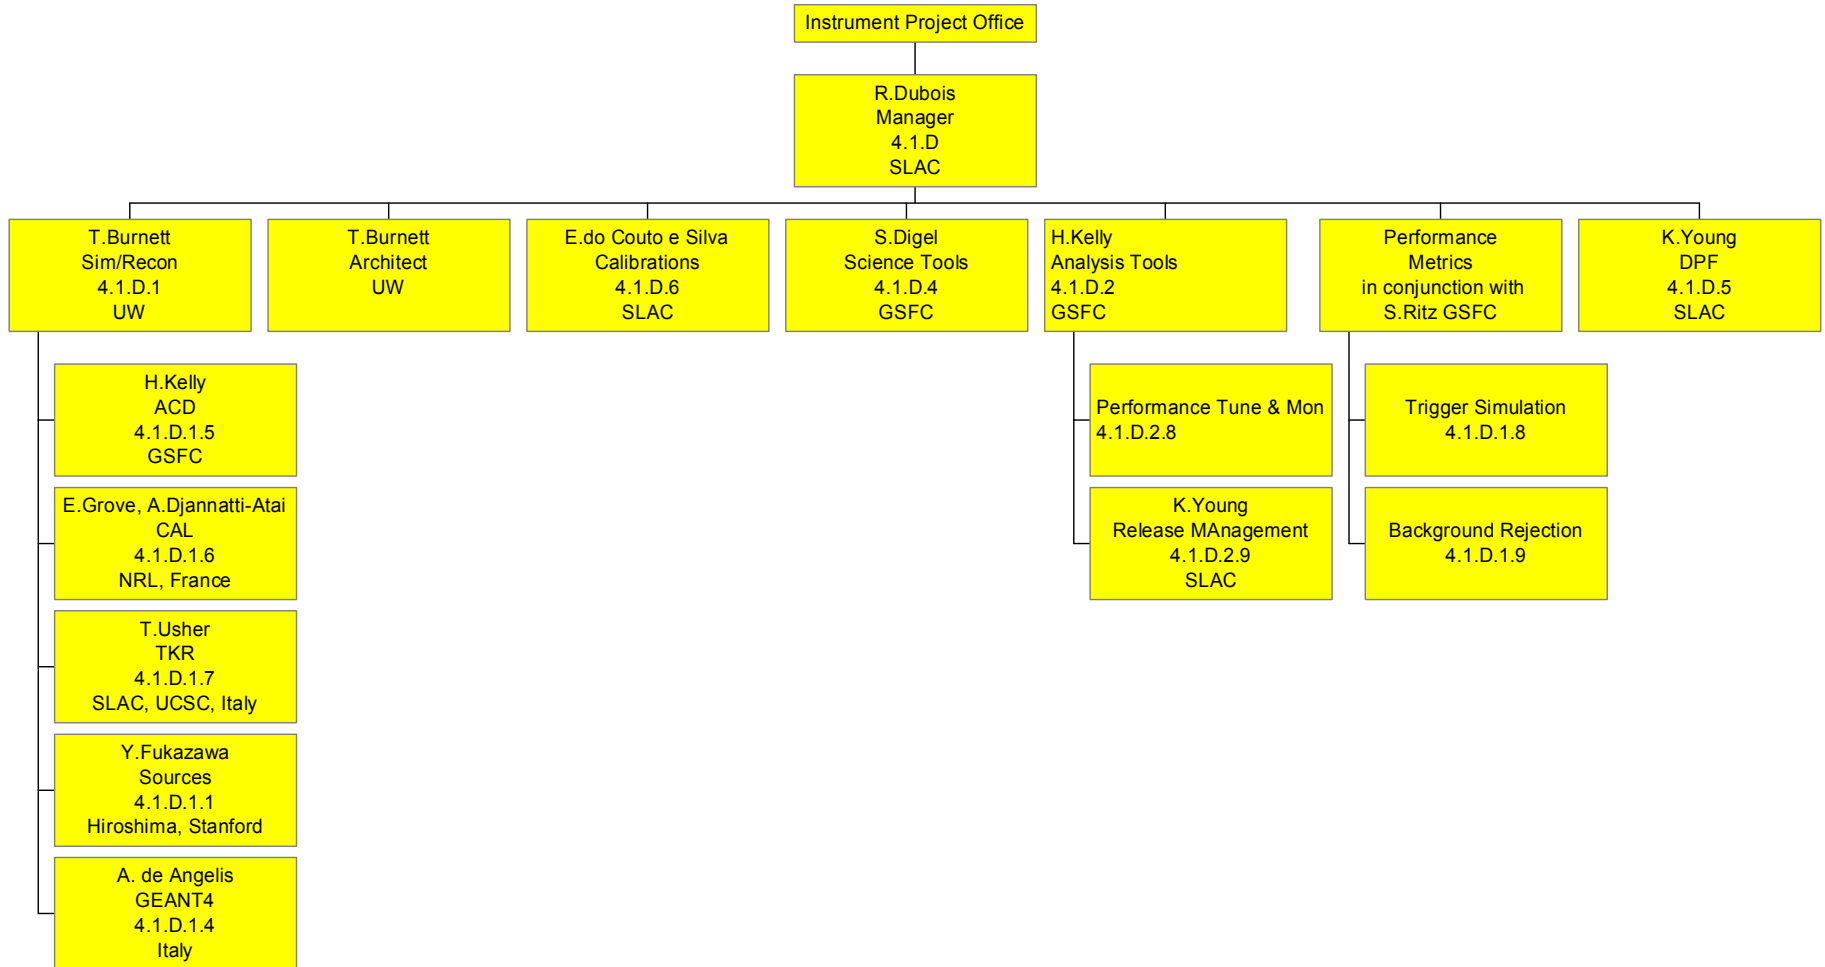 Instrument Project Office
R.Dubois
Manager
4.1.D
SLAC
T.Burnett
Sim/Recon
4.1.D.1
UW
T.Burnett
Architect
UW
E.do Couto e Silva
Calibrations
4.1.D.6
SLAC
S.Digel
Science Tools
4.1.D.4
GSFC
H.Kelly
Analysis Tools
4.1.D.2
GSFC
Performance
Metrics
in conjunction with
S.Ritz GSFC
K.Young
DPF
4.1.D.5
SLAC
H.Kelly
ACD
4.1.D.1.5
GSFC
E.Grove, A.Djannatti-Atai
CAL
4.1.D.1.6
NRL, France
T.Usher
TKR
4.1.D.1.7
SLAC, UCSC, Italy
Y.Fukazawa
Sources
4.1.D.1.1
Hiroshima, Stanford
A. de Angelis
GEANT4
4.1.D.1.4
Italy
Performance Tune & Mon
4.1.D.2.8
K.Young
Release MAnagement
4.1.D.2.9
SLAC
Trigger Simulation
4.1.D.1.8
Background Rejection
4.1.D.1.9